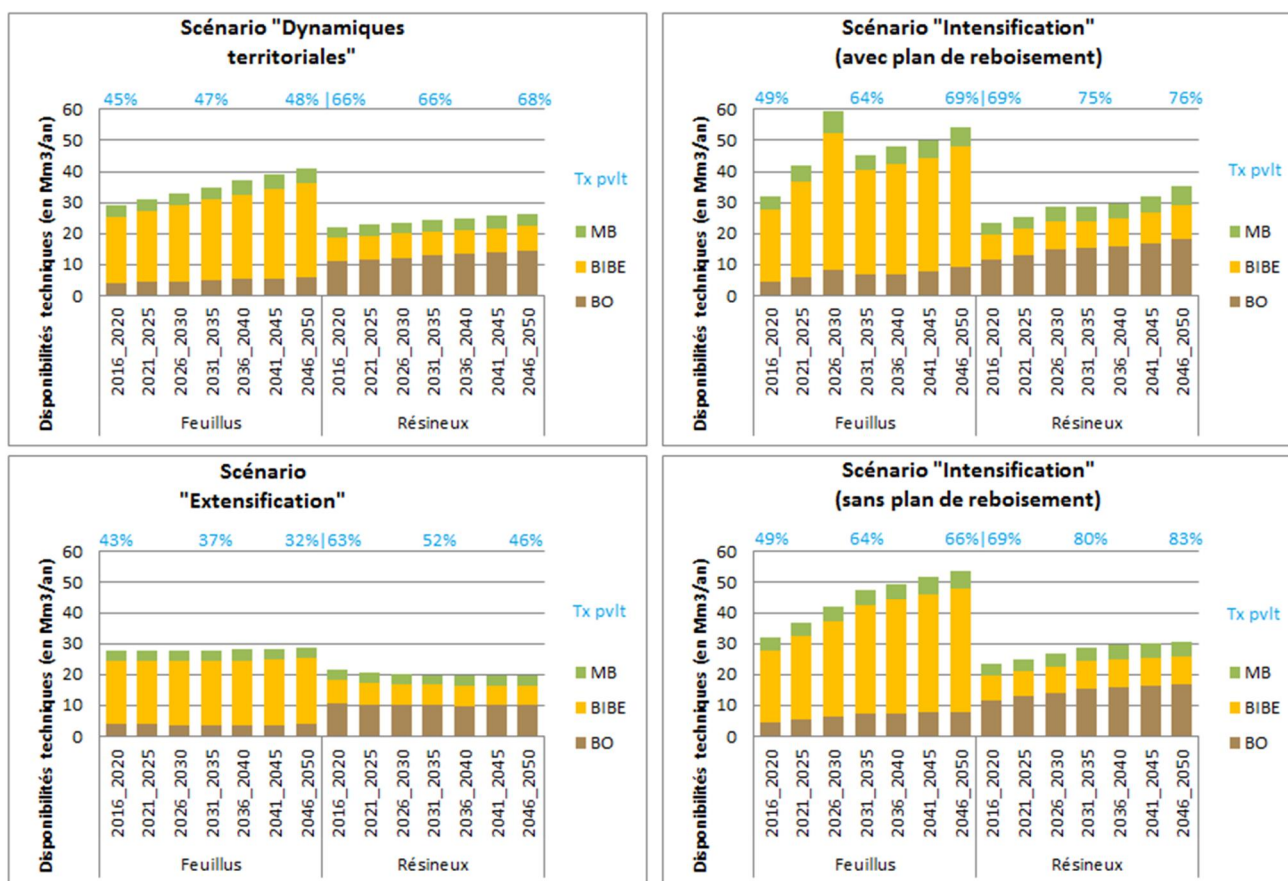 Scénario "Dynamiques
territoriales"
45% 47% 48% | 66% 66% 68%
Disponibilités techniques (en Mm3/an)
60
50
40
30
20
10
0
2016_2020
2021_2025
2026_2030
2031_2035
2036_2040
2041_2045
2046_2050
2016_2020
2021_2025
2026_2030
2031_2035
2036_2040
2041_2045
2046_2050
Feuillus Résineux
Tx pvlt
MB
BIBE
BO
Scénario "Intensification"
(avec plan de reboisement)
49% 64% 69% | 69% 75% 76%
Disponibilités techniques (en Mm3/an)
60
50
40
30
20
10
0
2016_2020
2021_2025
2026_2030
2031_2035
2036_2040
2041_2045
2046_2050
2016_2020
2021_2025
2026_2030
2031_2035
2036_2040
2041_2045
2046_2050
Feuillus Résineux
Tx pvlt
MB
BIBE
BO
Scénario
"Extensification"
43% 37% 32% | 63% 52% 46%
Disponibilités techniques (en Mm3/an)
60
50
40
30
20
10
0
2016_2020
2021_2025
2026_2030
2031_2035
2036_2040
2041_2045
2046_2050
2016_2020
2021_2025
2026_2030
2031_2035
2036_2040
2041_2045
2046_2050
Feuillus Résineux
Tx pvlt
MB
BIBE
BO
Scénario "Intensification"
(sans plan de reboisement)
49% 64% 66% | 69% 80% 83%
Disponibilités techniques (en Mm3/an)
60
50
40
30
20
10
0
2016_2020
2021_2025
2026_2030
2031_2035
2036_2040
2041_2045
2046_2050
2016_2020
2021_2025
2026_2030
2031_2035
2036_2040
2041_2045
2046_2050
Feuillus Résineux
Tx pvlt
MB
BIBE
BO